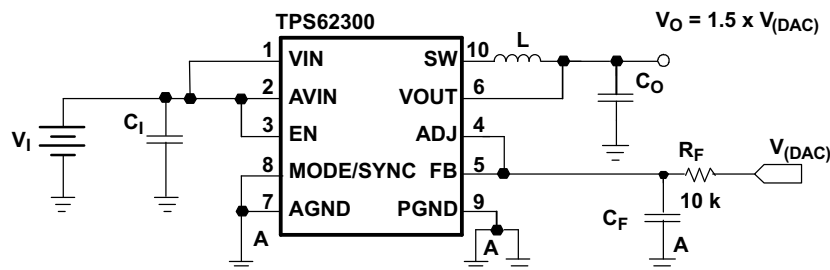 TPS62300
V_O = 1.5 x V_(DAC)
1 VIN SW 10 L
2 AVIN VOUT 6 C_O
V_I C_I
3 EN ADJ 4
8 MODE/SYNC FB 5 R_F V_(DAC)
10 k
7 AGND PGND 9 C_F
A A A